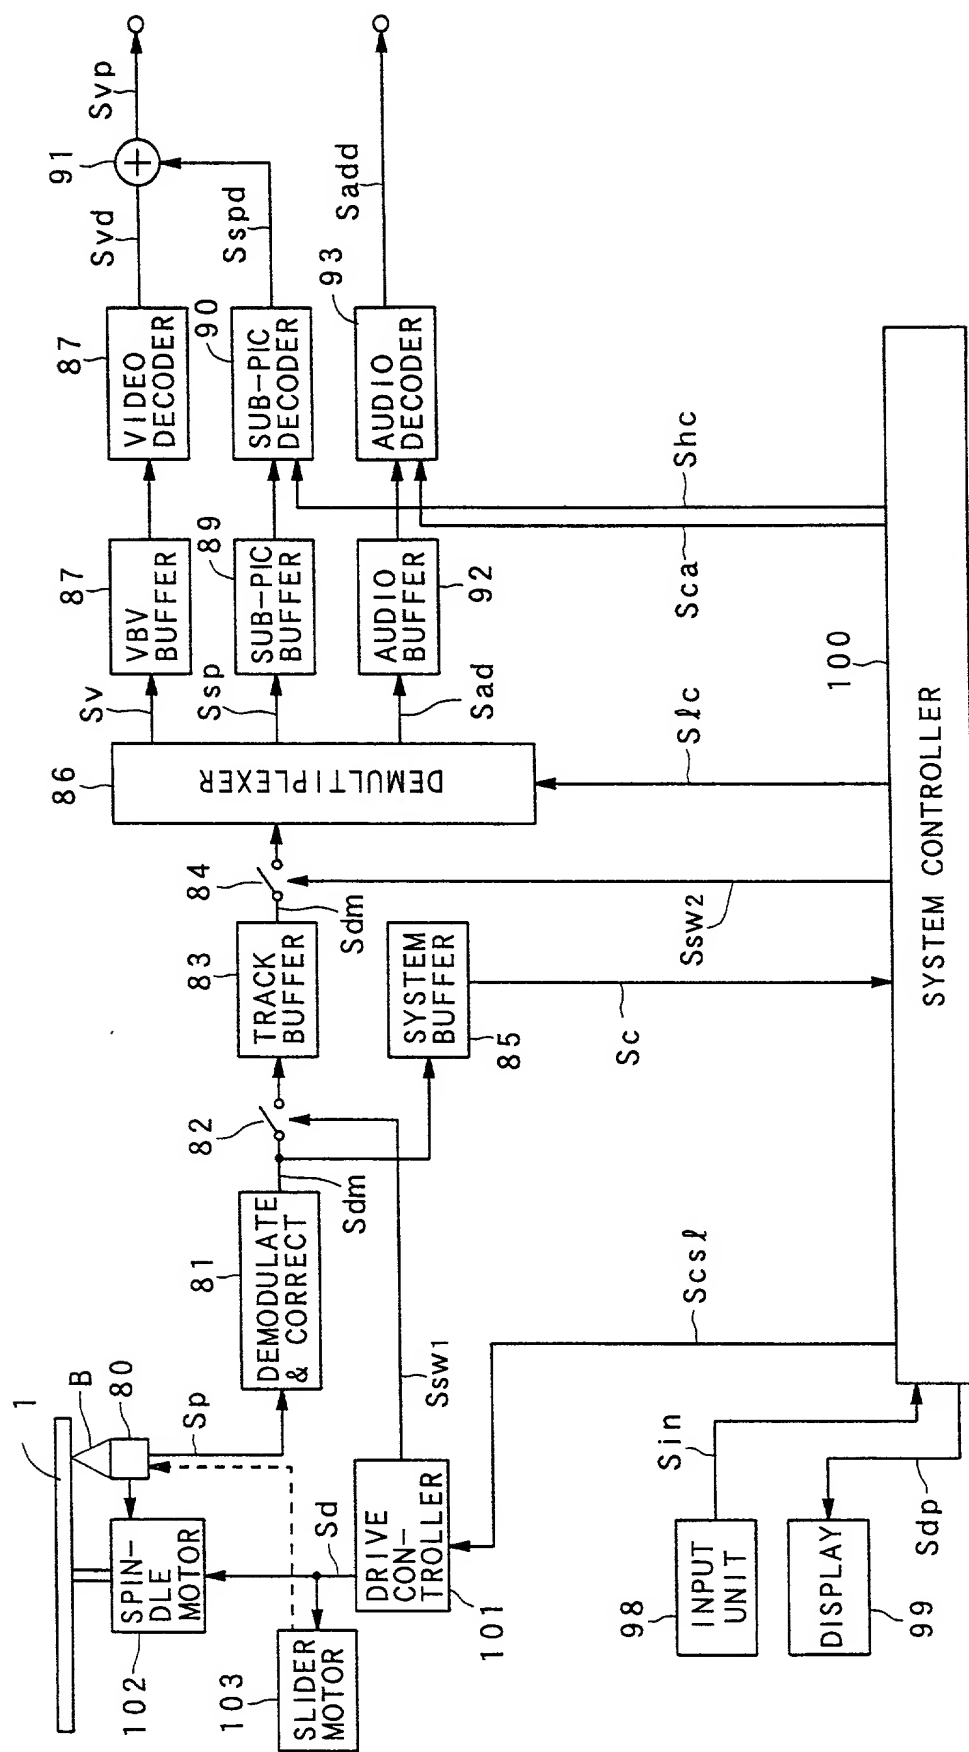 1
B
80
SPIN-
DLE
MOTOR
102
SLIDER
MOTOR
103
Sp
Sd
DRIVE
CON-
TROLLER
101
DEMODULATE
& CORRECT
81
Sdm
82
Ssw1
TRACK
BUFFER
83
Sdm
84
SYSTEM
BUFFER
85
DEMULTIPLEXER
86
Sv
Ssp
Sad
VBV
BUFFER
87
SUB-PIC
BUFFER
89
AUDIO
BUFFER
92
VIDEO
DECODER
87
SUB-PIC
DECODER
90
AUDIO
DECODER
93
Svd
Sspd
91
+
Svp
Sadd
Scsℓ
Sc
Ssw2
Sℓc
Sca
Shc
INPUT
UNIT
98
DISPLAY
99
Sin
Sdp
SYSTEM CONTROLLER
100